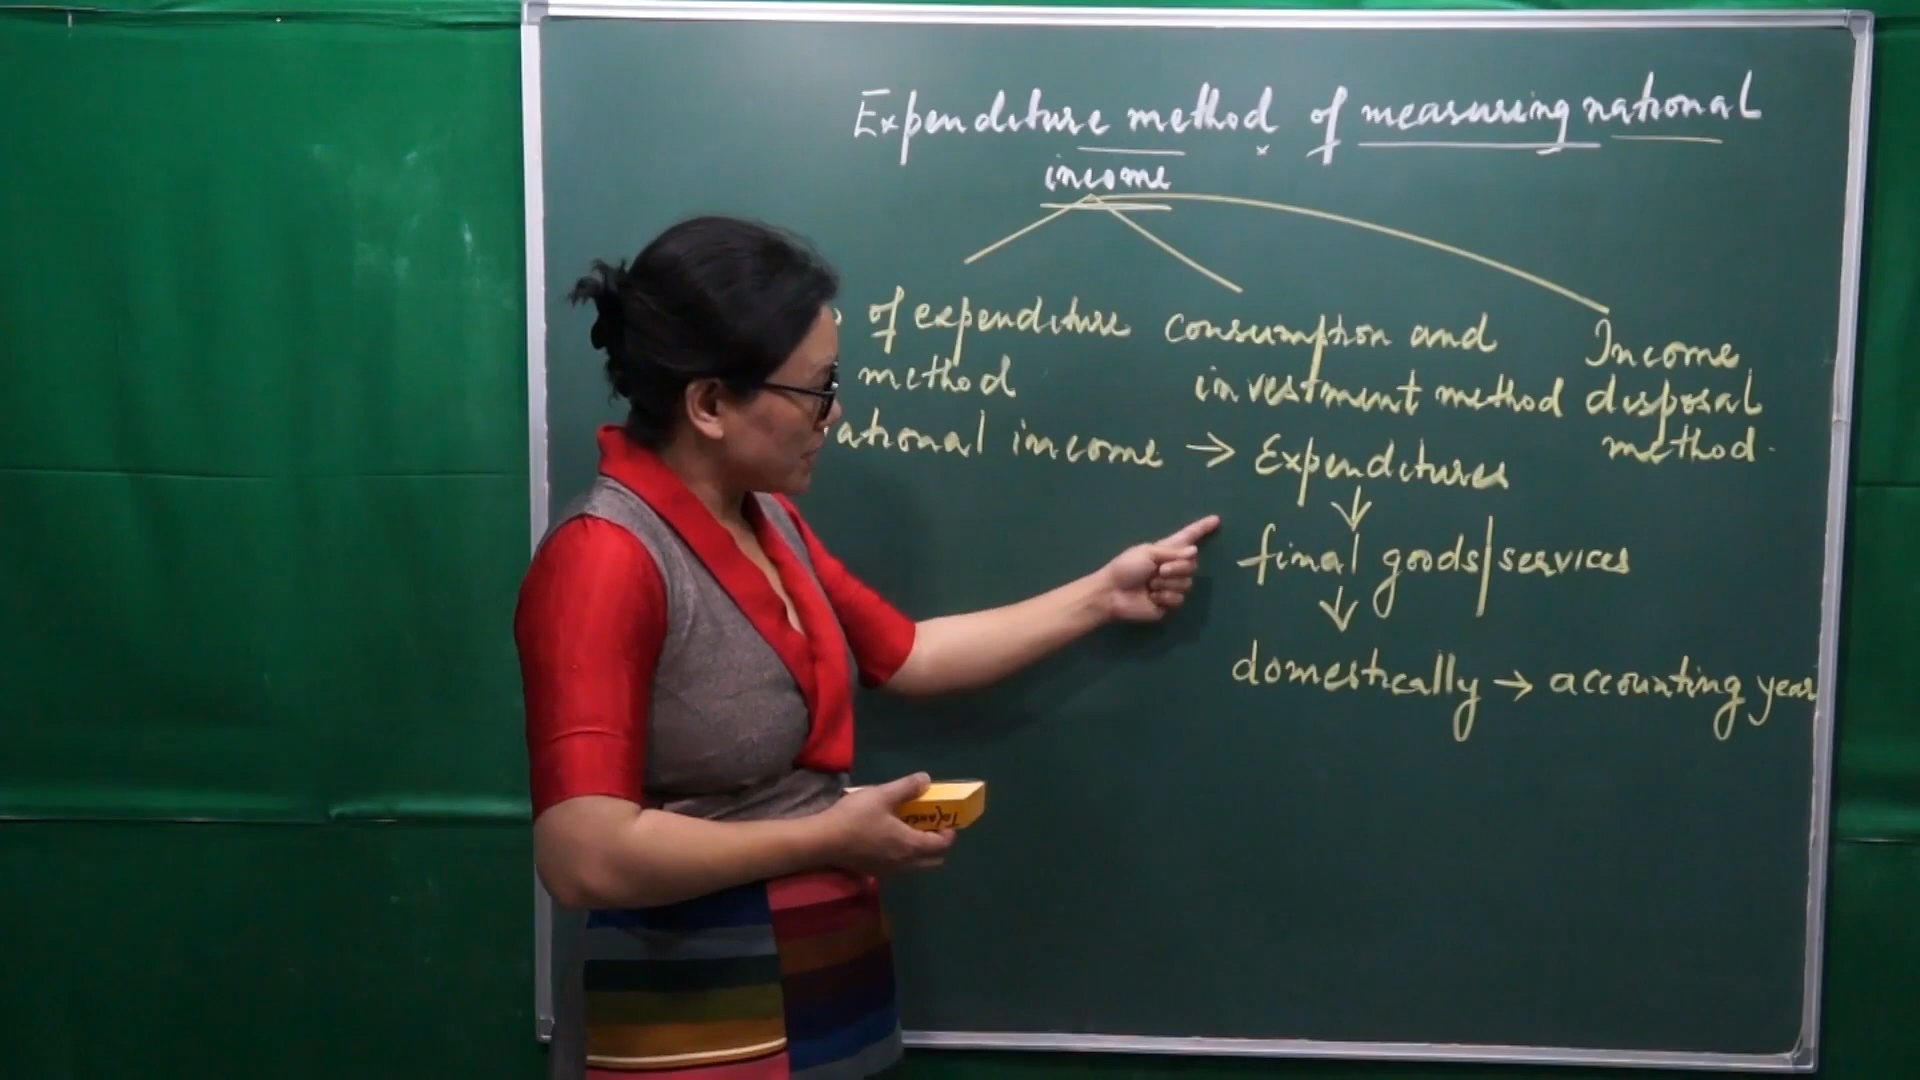 Expenditure method of measuring national
income
of expenditure
method
consumption and
investment method
Income
disposal
method.
ational income → Expenditures
↓
final goods/services
↓
domestically → accounting year